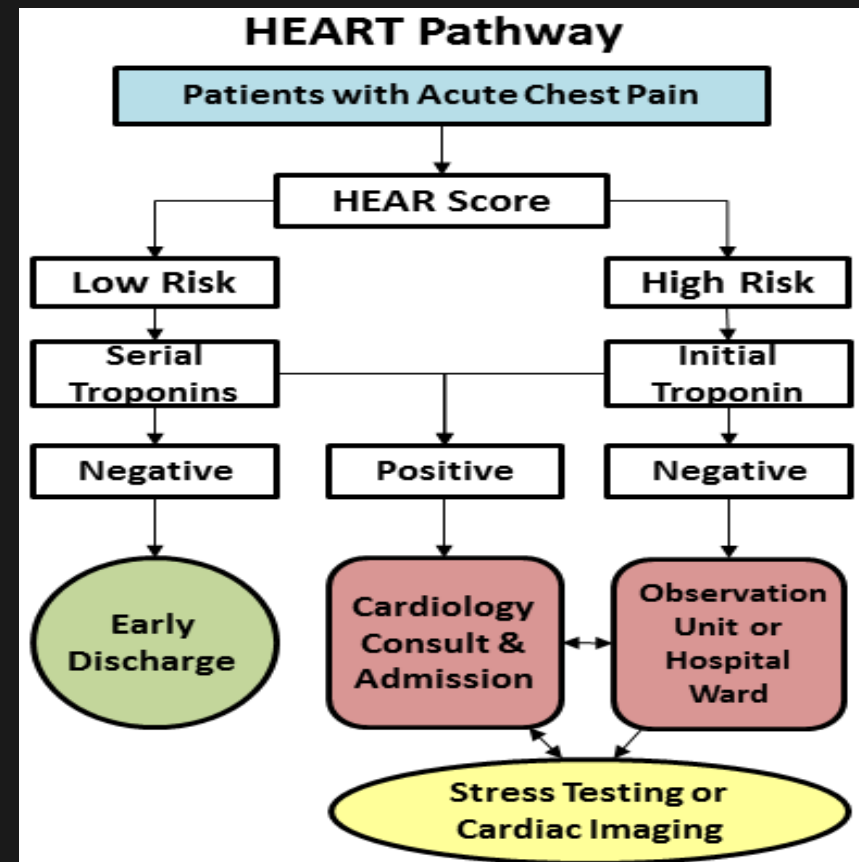 HEART Pathway
Patients with Acute Chest Pain
HEAR Score
Low Risk
High Risk
Serial
Troponins
Initial
Troponin
Negative
Positive
Negative
Early
Discharge
Cardiology
Consult &
Admission
Observation
Unit or
Hospital
Ward
Stress Testing or
Cardiac Imaging